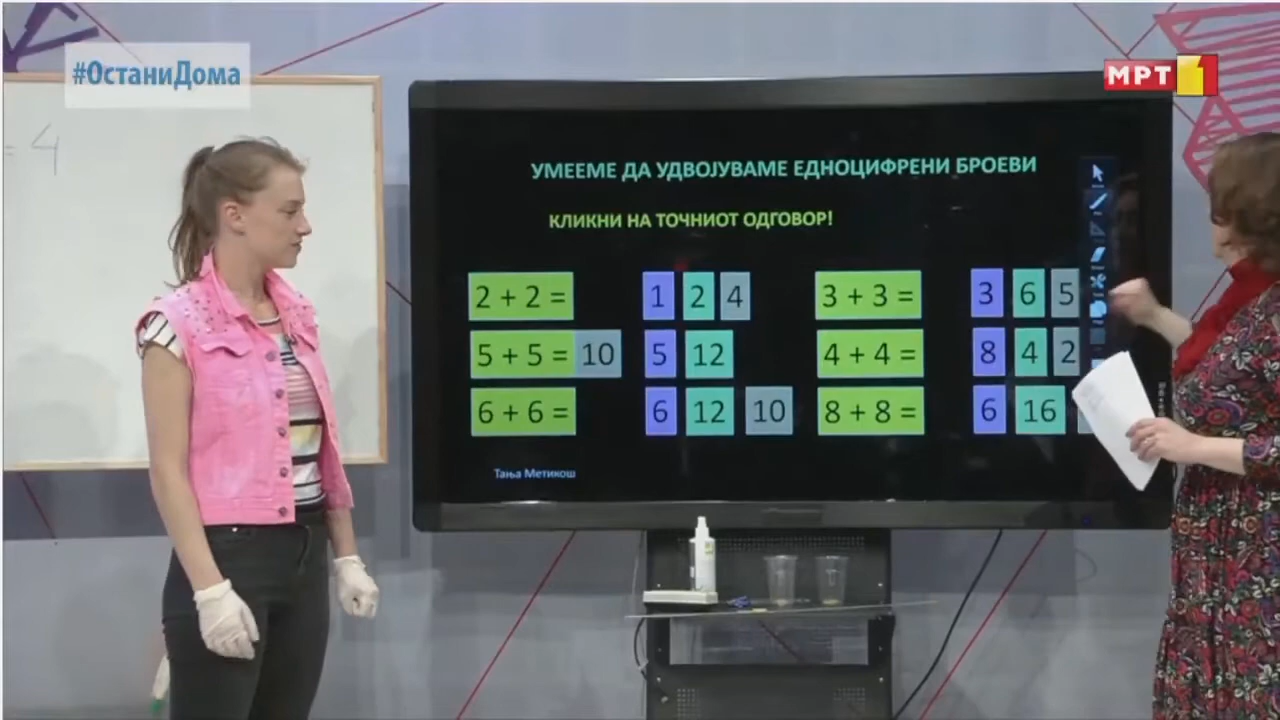 #ОстаниДома
МРТ 1
= 4
УМЕЕМЕ ДА УДВОЈУВАМЕ ЕДНОЦИФРЕНИ БРОЕВИ
КЛИКНИ НА ТОЧНИОТ ОДГОВОР!
2 + 2 = 1 2 4 3 + 3 = 3 6 5
5 + 5 = 10 5 12 4 + 4 = 8 4 2
6 + 6 = 6 12 10 8 + 8 = 6 16
Тања Метикош